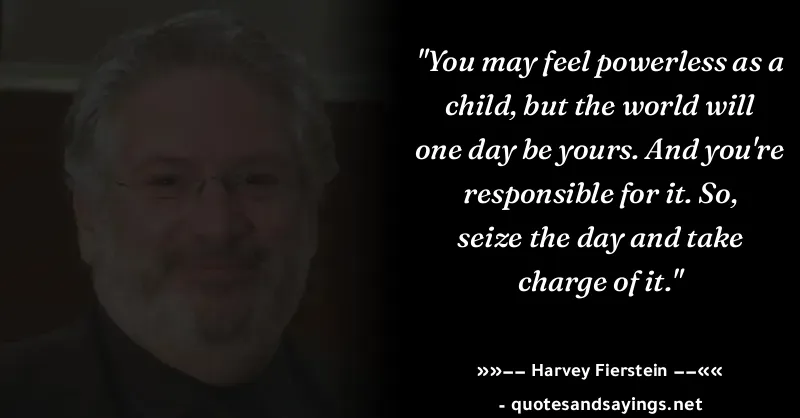 "You may feel powerless as a
child, but the world will
one day be yours. And you're
responsible for it. So,
seize the day and take
charge of it."
»»–– Harvey Fierstein ––««
- quotesandsayings.net